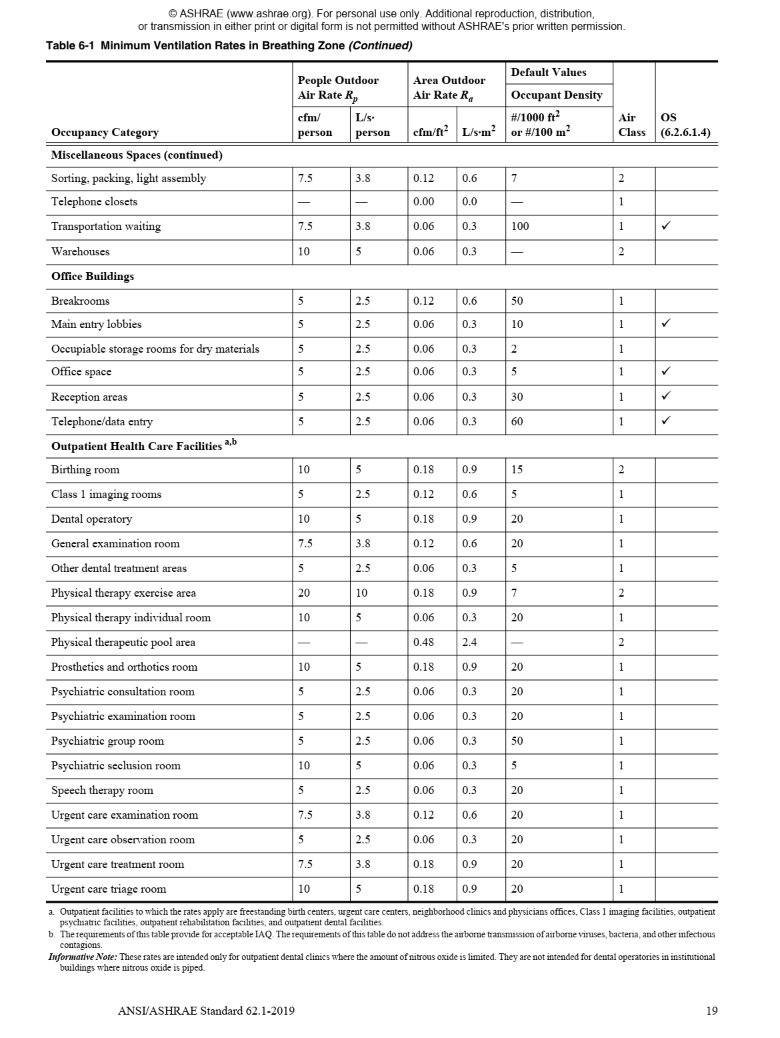 © ASHRAE (www.ashrae.org). For personal use only. Additional reproduction, distribution,
or transmission in either print or digital form is not permitted without ASHRAE's prior written permission.
Table 6-1 Minimum Ventilation Rates in Breathing Zone (Continued)
Occupancy Category | People Outdoor Air Rate Rp | Area Outdoor Air Rate Ra | Default Values | Air Class | OS (6.2.6.1.4)
Occupant Density
cfm/person | L/s·person | cfm/ft² | L/s·m² | #/1000 ft² or #/100 m²
Miscellaneous Spaces (continued)
Sorting, packing, light assembly 7.5 3.8 0.12 0.6 7 2
Telephone closets — — 0.00 0.0 — 1
Transportation waiting 7.5 3.8 0.06 0.3 100 1 ✓
Warehouses 10 5 0.06 0.3 — 2
Office Buildings
Breakrooms 5 2.5 0.12 0.6 50 1
Main entry lobbies 5 2.5 0.06 0.3 10 1 ✓
Occupiable storage rooms for dry materials 5 2.5 0.06 0.3 2 1
Office space 5 2.5 0.06 0.3 5 1 ✓
Reception areas 5 2.5 0.06 0.3 30 1 ✓
Telephone/data entry 5 2.5 0.06 0.3 60 1 ✓
Outpatient Health Care Facilities a,b
Birthing room 10 5 0.18 0.9 15 2
Class 1 imaging rooms 5 2.5 0.12 0.6 5 1
Dental operatory 10 5 0.18 0.9 20 1
General examination room 7.5 3.8 0.12 0.6 20 1
Other dental treatment areas 5 2.5 0.06 0.3 5 1
Physical therapy exercise area 20 10 0.18 0.9 7 2
Physical therapy individual room 10 5 0.06 0.3 20 1
Physical therapeutic pool area — — 0.48 2.4 — 2
Prosthetics and orthotics room 10 5 0.18 0.9 20 1
Psychiatric consultation room 5 2.5 0.06 0.3 20 1
Psychiatric examination room 5 2.5 0.06 0.3 20 1
Psychiatric group room 5 2.5 0.06 0.3 50 1
Psychiatric seclusion room 10 5 0.06 0.3 5 1
Speech therapy room 5 2.5 0.06 0.3 20 1
Urgent care examination room 7.5 3.8 0.12 0.6 20 1
Urgent care observation room 5 2.5 0.06 0.3 20 1
Urgent care treatment room 7.5 3.8 0.18 0.9 20 1
Urgent care triage room 10 5 0.18 0.9 20 1
a. Outpatient facilities to which the rates apply are freestanding birth centers, urgent care centers, neighborhood clinics and physicians offices, Class 1 imaging facilities, outpatient
psychiatric facilities, outpatient rehabilitation facilities, and outpatient dental facilities.
b. The requirements of this table provide for acceptable IAQ. The requirements of this table do not address the airborne transmission of airborne viruses, bacteria, and other infectious
contagions.
Informative Note: These rates are intended only for outpatient dental clinics where the amount of nitrous oxide is limited. They are not intended for dental operatories in institutional
buildings where nitrous oxide is piped.
ANSI/ASHRAE Standard 62.1-2019 19